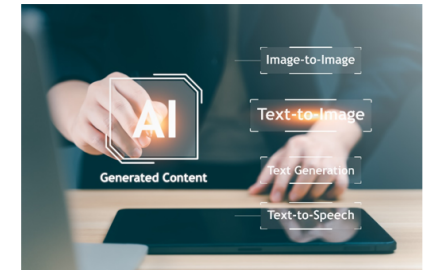 AI
Generated Content
Image-to-Image
Text-to-Image
Text Generation
Text-to-Speech